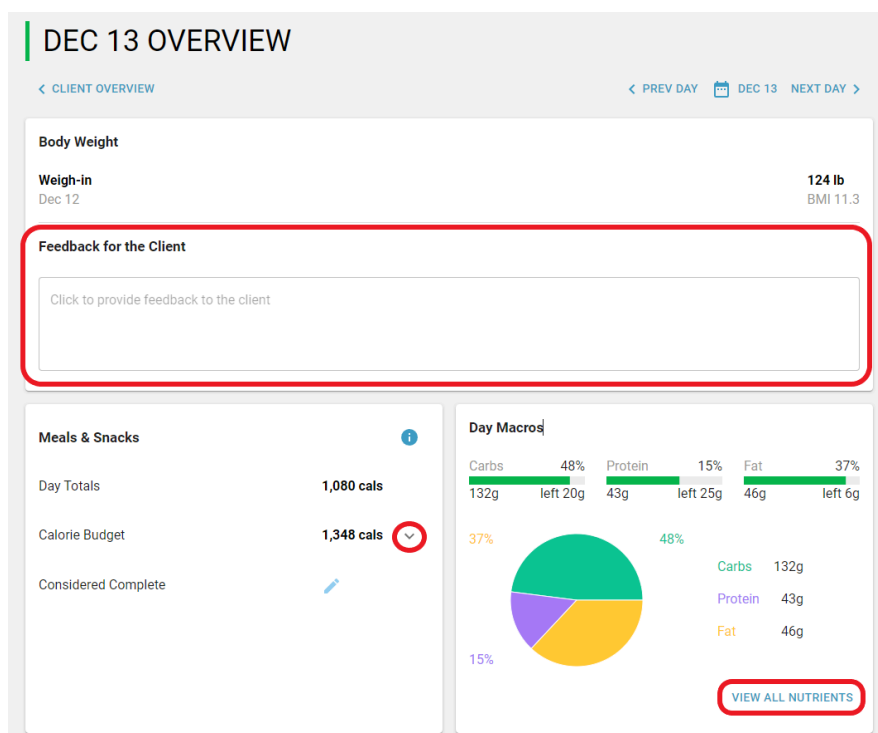 DEC 13 OVERVIEW
CLIENT OVERVIEW
PREV DAY DEC 13 NEXT DAY
Body Weight
Weigh-in 124 lb
Dec 12 BMI 11.3
Feedback for the Client
Click to provide feedback to the client
Meals & Snacks
Day Totals 1,080 cals
Calorie Budget 1,348 cals
Considered Complete
Day Macros
Carbs 48% Protein 15% Fat 37%
132g left 20g 43g left 25g 46g left 6g
37% 48%
Carbs 132g
Protein 43g
Fat 46g
15%
VIEW ALL NUTRIENTS